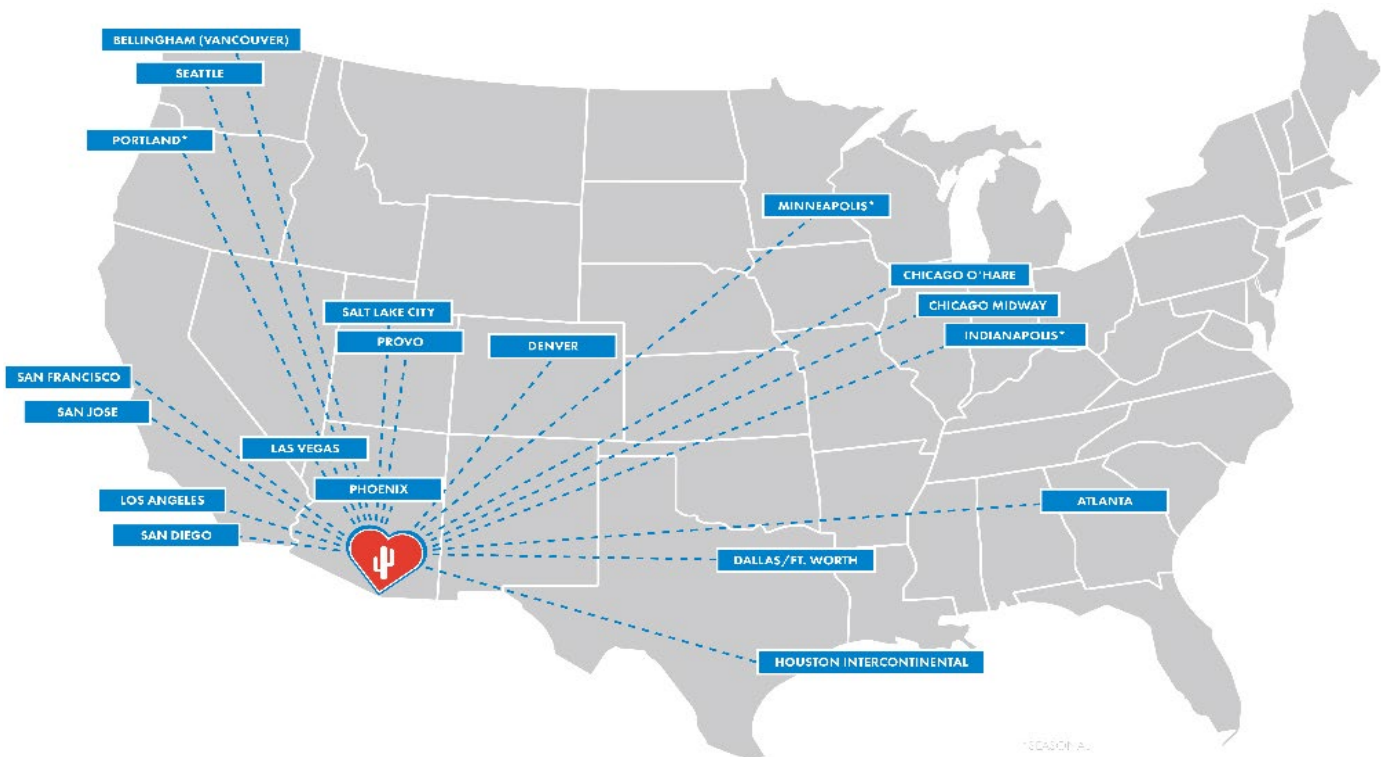 BELLINGHAM (VANCOUVER)
SEATTLE
PORTLAND*
MINNEAPOLIS*
CHICAGO O'HARE
CHICAGO MIDWAY
SALT LAKE CITY
INDIANAPOLIS*
PROVO
DENVER
SAN FRANCISCO
SAN JOSE
LAS VEGAS
PHOENIX
LOS ANGELES
ATLANTA
SAN DIEGO
DALLAS/FT. WORTH
HOUSTON INTERCONTINENTAL
*SEASONAL